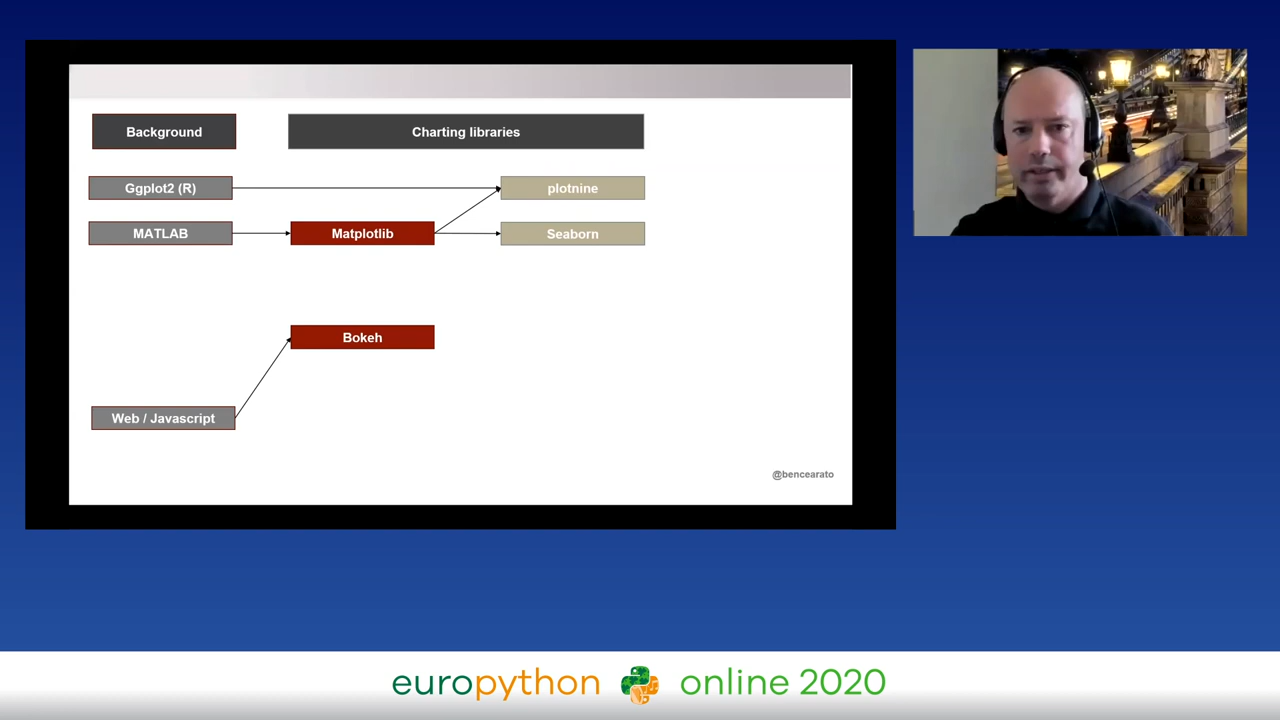 Background
Charting libraries
Ggplot2 (R)
plotnine
MATLAB
Matplotlib
Seaborn
Bokeh
Web / Javascript
@bencearato
europython online 2020